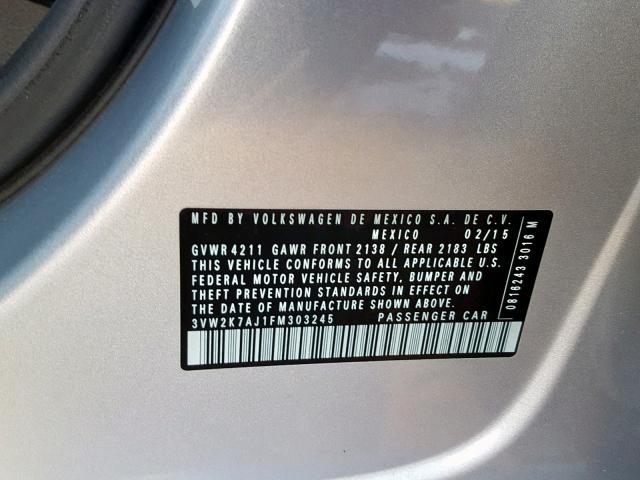 MFD BY VOLKSWAGEN DE MEXICO S.A. DE C.V.
MEXICO 02/15
GVWR 4211 GAWR FRONT 2138 / REAR 2183 LBS
THIS VEHICLE CONFORMS TO ALL APPLICABLE U.S.
FEDERAL MOTOR VEHICLE SAFETY, BUMPER AND
THEFT PREVENTION STANDARDS IN EFFECT ON
THE DATE OF MANUFACTURE SHOWN ABOVE.
3VW2K7AJ1FM303245 PASSENGER CAR
0816243 3016 M